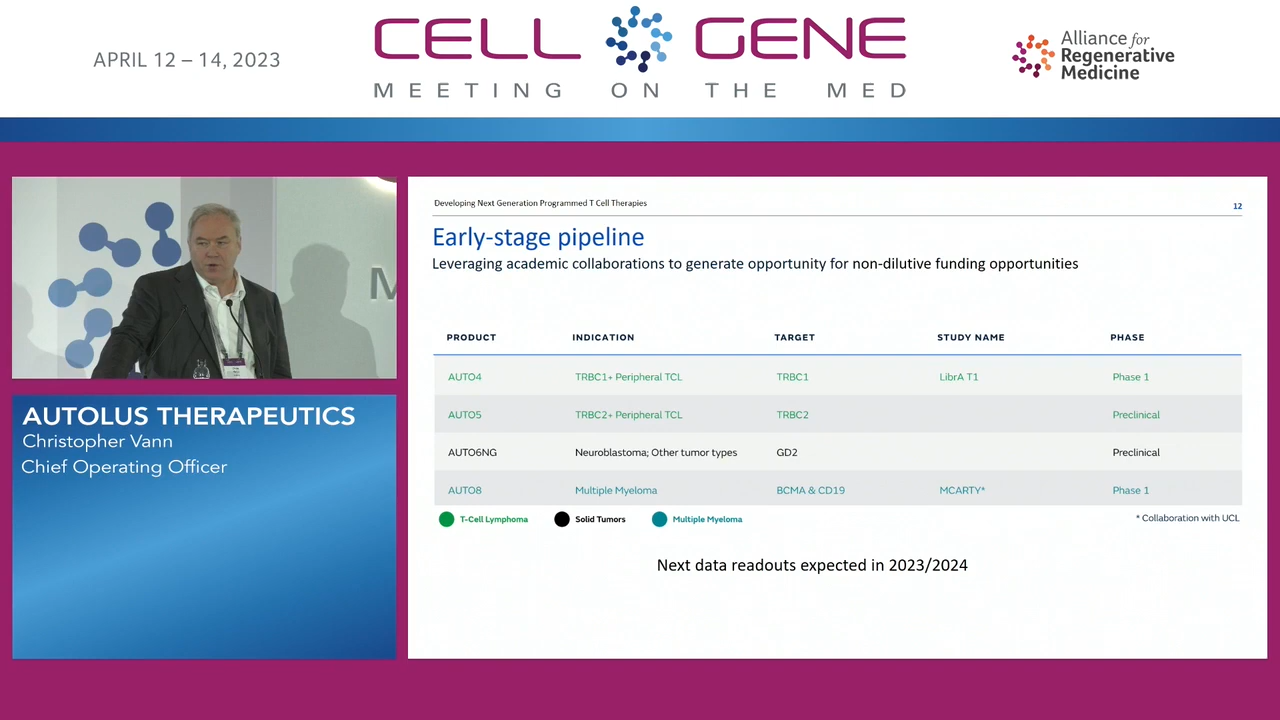 APRIL 12 – 14, 2023
CELL GENE
MEETING ON THE MED
Alliance for
Regenerative
Medicine
M
AUTOLUS THERAPEUTICS
Christopher Vann
Chief Operating Officer
Developing Next Generation Programmed T Cell Therapies
12
Early-stage pipeline
Leveraging academic collaborations to generate opportunity for non-dilutive funding opportunities
PRODUCT INDICATION TARGET STUDY NAME PHASE
AUTO4 TRBC1+ Peripheral TCL TRBC1 LibrA T1 Phase 1
AUTO5 TRBC2+ Peripheral TCL TRBC2 Preclinical
AUTO6NG Neuroblastoma; Other tumor types GD2 Preclinical
AUTO8 Multiple Myeloma BCMA & CD19 MCARTY* Phase 1
T-Cell Lymphoma Solid Tumors Multiple Myeloma * Collaboration with UCL
Next data readouts expected in 2023/2024